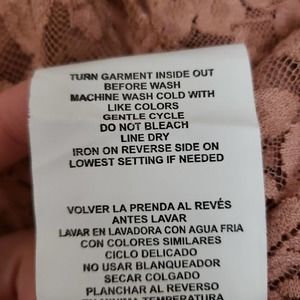 TURN GARMENT INSIDE OUT
BEFORE WASH
MACHINE WASH COLD WITH
LIKE COLORS
GENTLE CYCLE
DO NOT BLEACH
LINE DRY
IRON ON REVERSE SIDE ON
LOWEST SETTING IF NEEDED
VOLVER LA PRENDA AL REVÉS
ANTES LAVAR
LAVAR EN LAVADORA CON AGUA FRIA
CON COLORES SIMILARES
CICLO DELICADO
NO USAR BLANQUEADOR
SECAR COLGADO
PLANCHAR AL REVERSO
TEMPERATURA